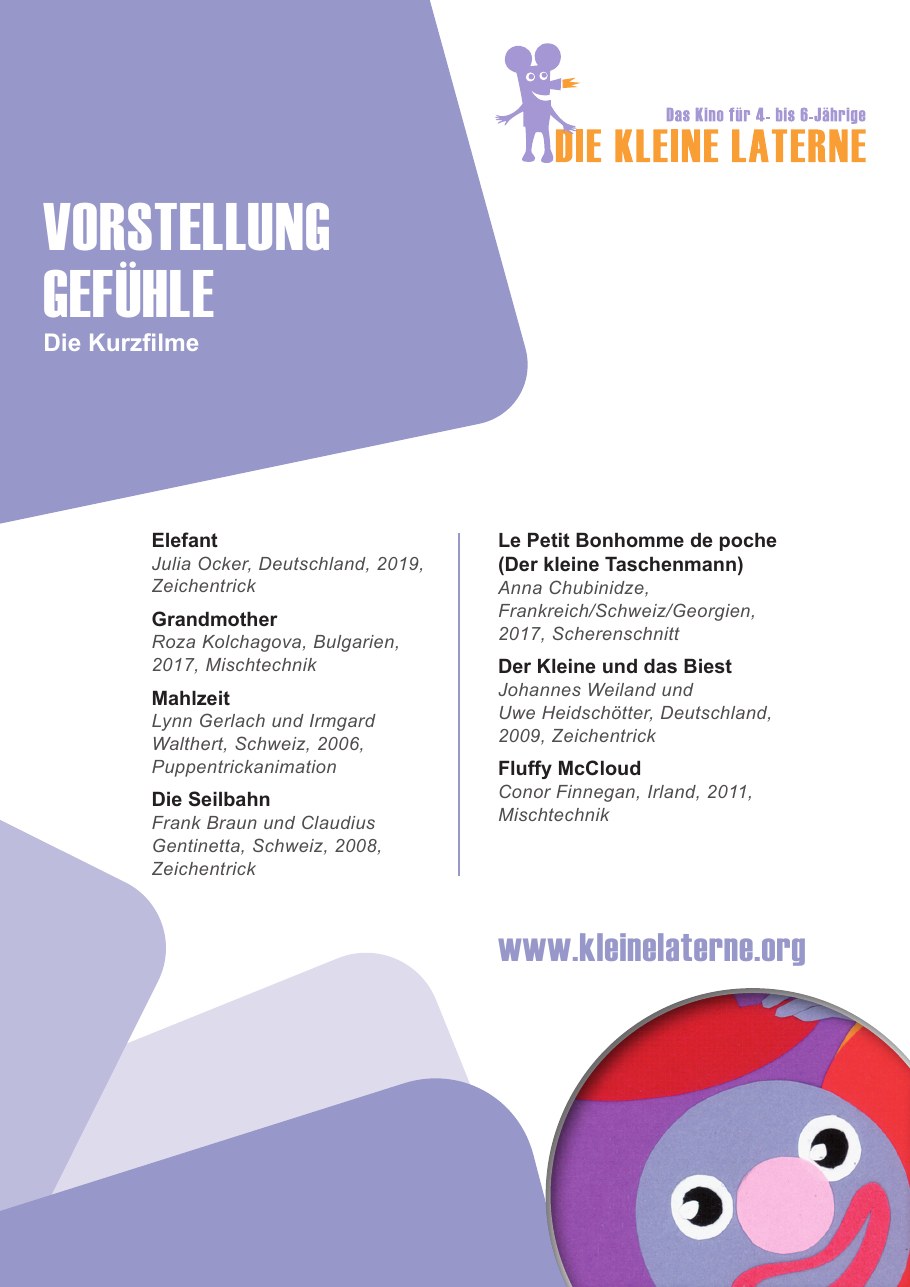 Das Kino für 4- bis 6-Jährige
DIE KLEINE LATERNE
VORSTELLUNG
GEFÜHLE
Die Kurzfilme
Elefant
Julia Ocker, Deutschland, 2019,
Zeichentrick
Grandmother
Roza Kolchagova, Bulgarien,
2017, Mischtechnik
Mahlzeit
Lynn Gerlach und Irmgard
Walthert, Schweiz, 2006,
Puppentrickanimation
Die Seilbahn
Frank Braun und Claudius
Gentinetta, Schweiz, 2008,
Zeichentrick
Le Petit Bonhomme de poche
(Der kleine Taschenmann)
Anna Chubinidze,
Frankreich/Schweiz/Georgien,
2017, Scherenschnitt
Der Kleine und das Biest
Johannes Weiland und
Uwe Heidschötter, Deutschland,
2009, Zeichentrick
Fluffy McCloud
Conor Finnegan, Irland, 2011,
Mischtechnik
www.kleinelaterne.org